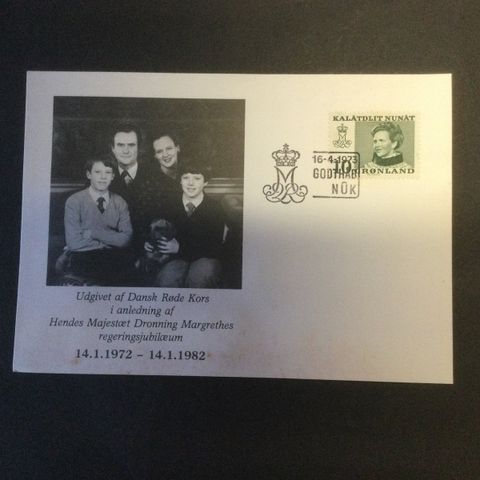 KALÂTDLIT NUNÂT
10
GRØNLAND
16-4-1973
GODTHÅB
NÛK
Udgivet af Dansk Røde Kors
i anledning af
Hendes Majestæt Dronning Margrethes
regeringsjubilæum
14.1.1972 – 14.1.1982